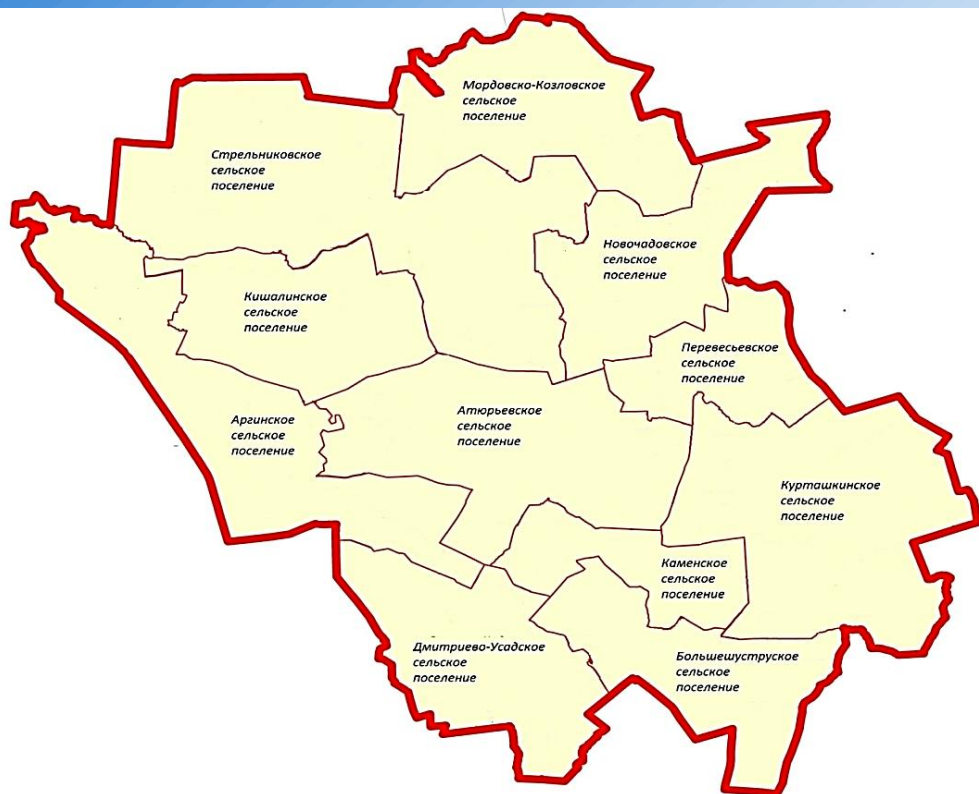 Мордовско-Козловское
сельское
поселение
Стрельниковское
сельское
поселение
Новочадовское
сельское
поселение
Кишалинское
сельское
поселение
Перевесьевское
сельское
поселение
Аргинское
сельское
поселение
Атюрьевское
сельское
поселение
Курташкинское
сельское
поселение
Каменское
сельское
поселение
Дмитриево-Усадское
сельское
поселение
Большешуструское
сельское
поселение